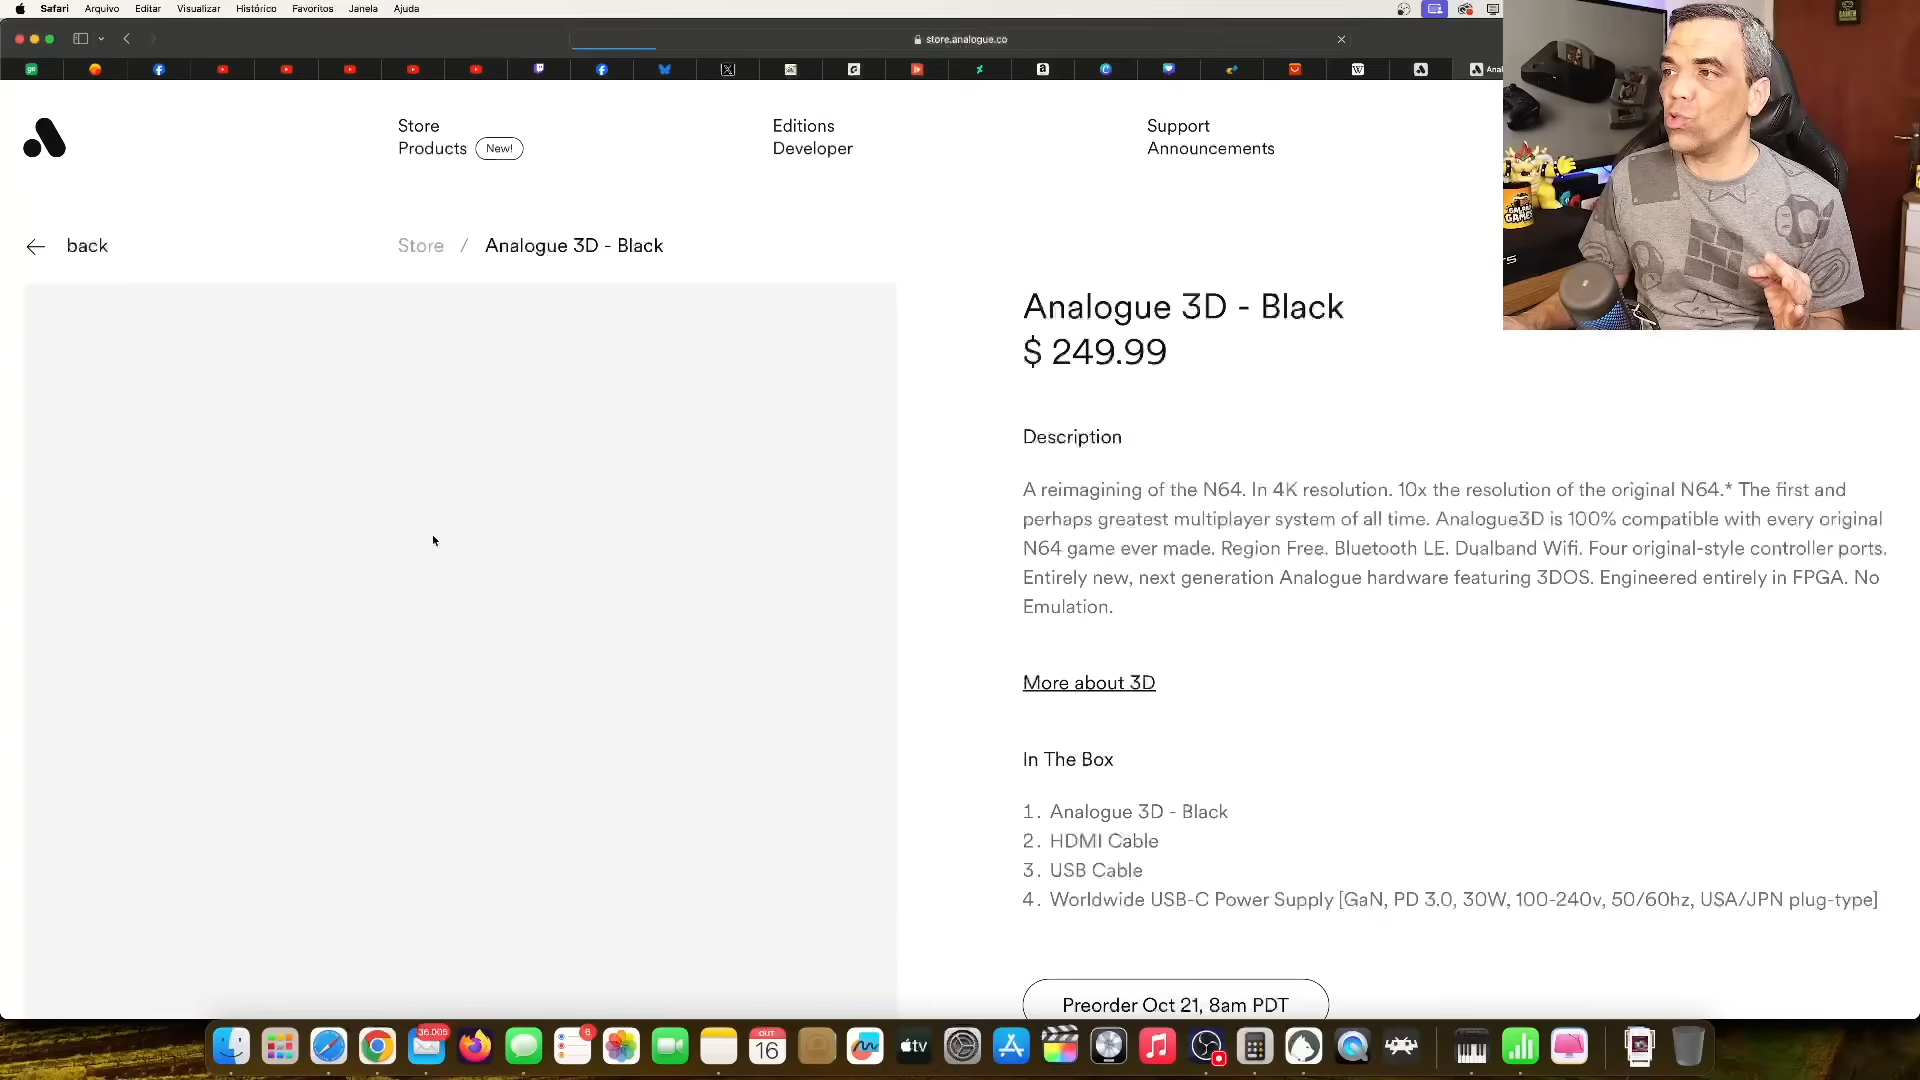 Safari Arquivo Editar Visualizar Histórico Favoritos Janela Ajuda
store.analogue.co
Anal
Store
Products New!
Editions
Developer
Support
Announcements
back
Store / Analogue 3D - Black
Analogue 3D - Black
$ 249.99
Description
A reimagining of the N64. In 4K resolution. 10x the resolution of the original N64.* The first and
perhaps greatest multiplayer system of all time. Analogue3D is 100% compatible with every original
N64 game ever made. Region Free. Bluetooth LE. Dualband Wifi. Four original-style controller ports.
Entirely new, next generation Analogue hardware featuring 3DOS. Engineered entirely in FPGA. No
Emulation.
More about 3D
In The Box
1. Analogue 3D - Black
2. HDMI Cable
3. USB Cable
4. Worldwide USB-C Power Supply [GaN, PD 3.0, 30W, 100-240v, 50/60hz, USA/JPN plug-type]
Preorder Oct 21, 8am PDT
36.005
6
OUT
16
tv